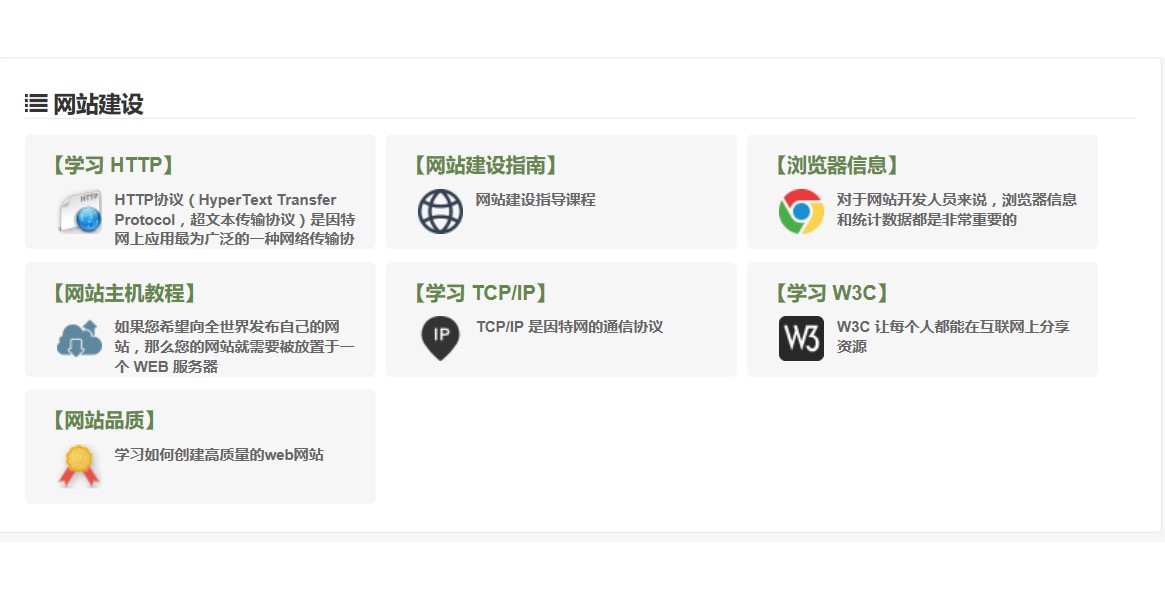 网站建设
【学习 HTTP】
HTTP
HTTP协议（HyperText Transfer
Protocol，超文本传输协议）是因特
网上应用最为广泛的一种网络传输协
【网站建设指南】
网站建设指导课程
【浏览器信息】
对于网站开发人员来说，浏览器信息
和统计数据都是非常重要的
【网站主机教程】
如果您希望向全世界发布自己的网
站，那么您的网站就需要被放置于一
个 WEB 服务器
【学习 TCP/IP】
IP
TCP/IP 是因特网的通信协议
【学习 W3C】
W3
W3C 让每个人都能在互联网上分享
资源
【网站品质】
学习如何创建高质量的web网站